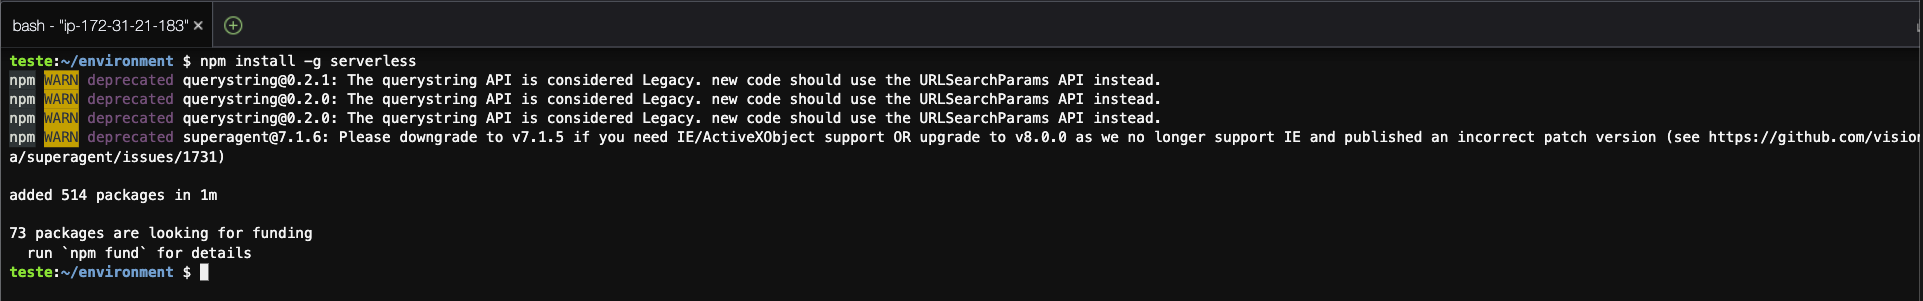 bash - "ip-172-31-21-183" ×
teste:~/environment $ npm install -g serverless
npm WARN deprecated querystring@0.2.1: The querystring API is considered Legacy. new code should use the URLSearchParams API instead.
npm WARN deprecated querystring@0.2.0: The querystring API is considered Legacy. new code should use the URLSearchParams API instead.
npm WARN deprecated querystring@0.2.0: The querystring API is considered Legacy. new code should use the URLSearchParams API instead.
npm WARN deprecated superagent@7.1.6: Please downgrade to v7.1.5 if you need IE/ActiveXObject support OR upgrade to v8.0.0 as we no longer support IE and published an incorrect patch version (see https://github.com/vision
a/superagent/issues/1731)
added 514 packages in 1m
73 packages are looking for funding
run `npm fund` for details
teste:~/environment $